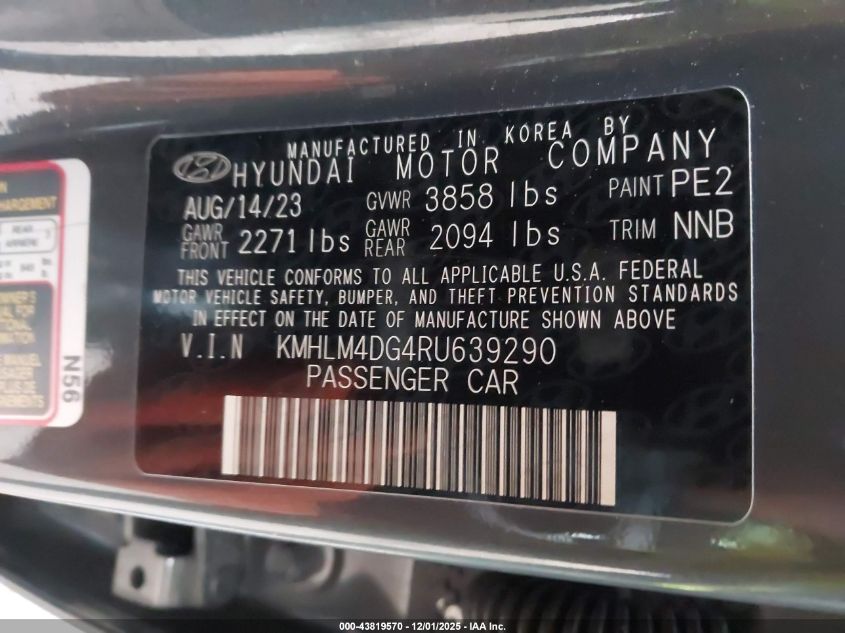 MANUFACTURED IN KOREA BY
HYUNDAI MOTOR COMPANY
AUG/14/23 GVWR 3858 lbs PAINT PE2
GAWR FRONT 2271 lbs GAWR REAR 2094 lbs TRIM NNB
THIS VEHICLE CONFORMS TO ALL APPLICABLE U.S.A. FEDERAL
MOTOR VEHICLE SAFETY, BUMPER, AND THEFT PREVENTION STANDARDS
IN EFFECT ON THE DATE OF MANUFACTURE SHOWN ABOVE
V.I.N KMHLM4DG4RU639290
PASSENGER CAR
REAR
N56
000-43819570 - 12/01/2025 - IAA Inc.